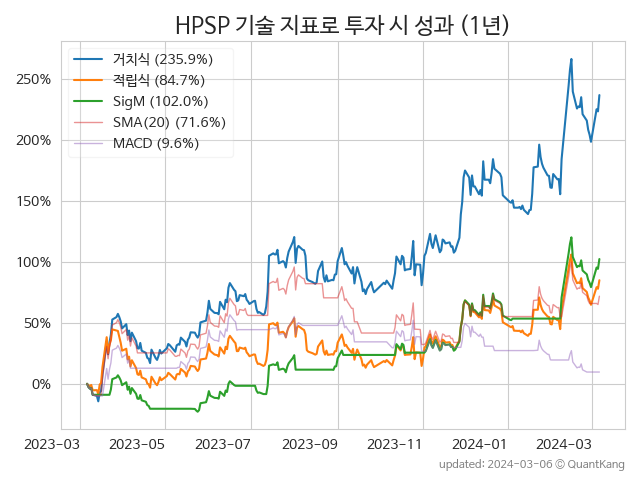 HPSP 기술 지표로 투자 시 성과 (1년)
거치식 (235.9%)
적립식 (84.7%)
SigM (102.0%)
SMA(20) (71.6%)
MACD (9.6%)
250%
200%
150%
100%
50%
0%
2023-03 2023-05 2023-07 2023-09 2023-11 2024-01 2024-03
updated: 2024-03-06 © QuantKang